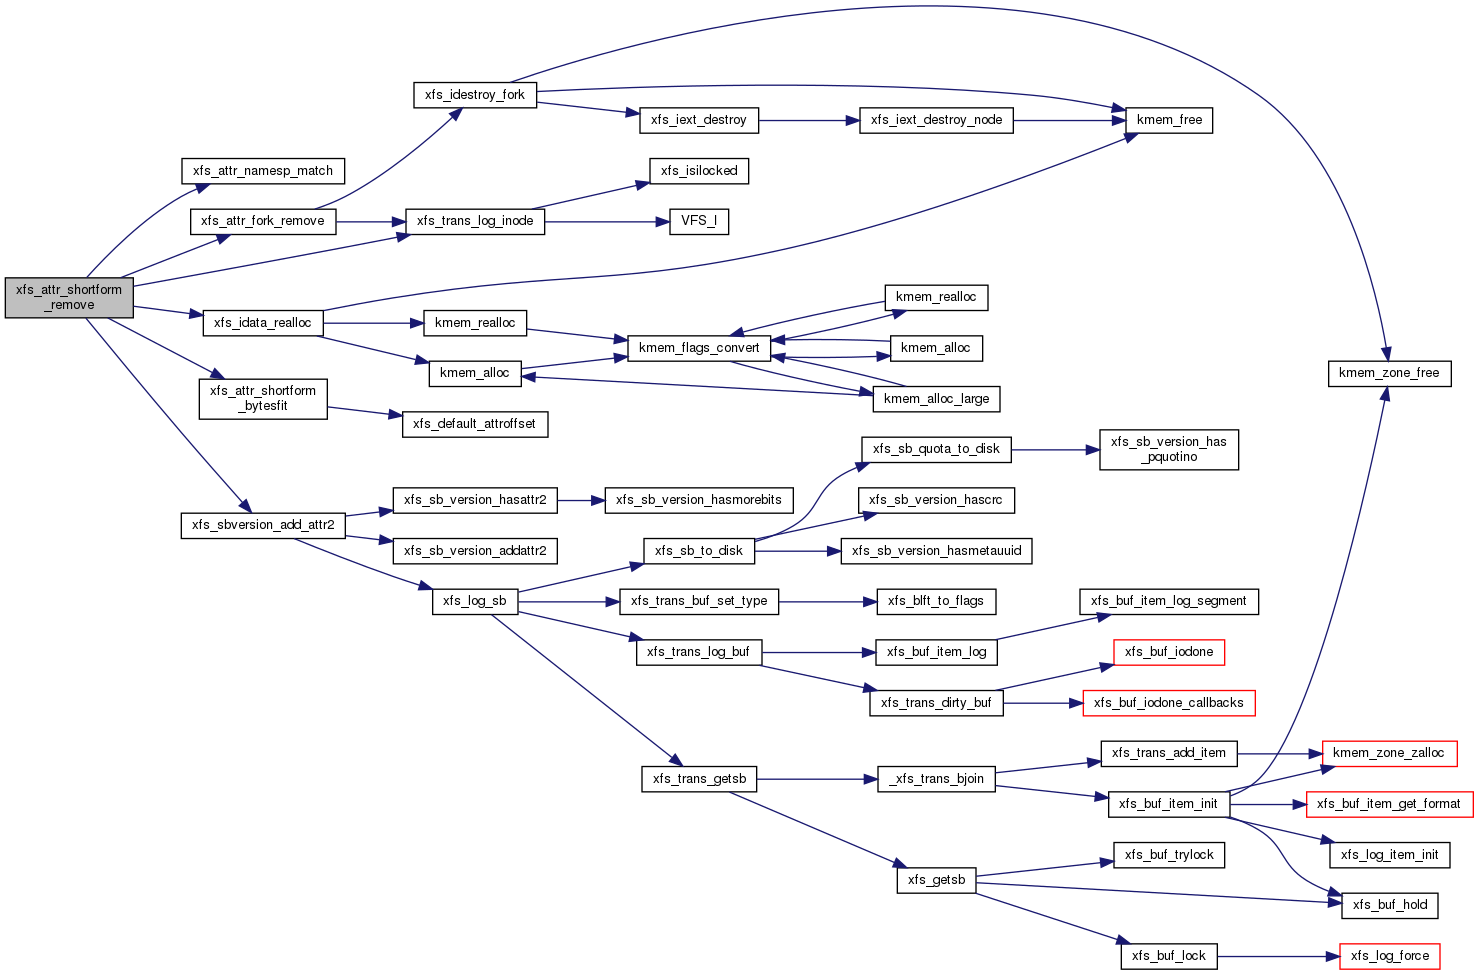 xfs_attr_shortform
_remove
xfs_attr_namesp_match
xfs_attr_fork_remove
xfs_idata_realloc
xfs_attr_shortform
_bytesfit
xfs_sbversion_add_attr2
xfs_idestroy_fork
xfs_trans_log_inode
kmem_realloc
kmem_alloc
xfs_default_attroffset
xfs_sb_version_hasattr2
xfs_sb_version_addattr2
xfs_log_sb
xfs_iext_destroy
xfs_isilocked
VFS_I
kmem_flags_convert
xfs_sb_version_hasmorebits
xfs_sb_to_disk
xfs_trans_buf_set_type
xfs_trans_log_buf
xfs_trans_getsb
xfs_iext_destroy_node
kmem_realloc
kmem_alloc
kmem_alloc_large
xfs_sb_quota_to_disk
xfs_sb_version_hascrc
xfs_sb_version_hasmetauuid
xfs_blft_to_flags
xfs_buf_item_log
xfs_trans_dirty_buf
_xfs_trans_bjoin
xfs_getsb
kmem_free
xfs_sb_version_has
_pquotino
xfs_buf_item_log_segment
xfs_buf_iodone
xfs_buf_iodone_callbacks
xfs_trans_add_item
xfs_buf_item_init
xfs_buf_trylock
xfs_buf_lock
kmem_zone_free
kmem_zone_zalloc
xfs_buf_item_get_format
xfs_log_item_init
xfs_buf_hold
xfs_log_force